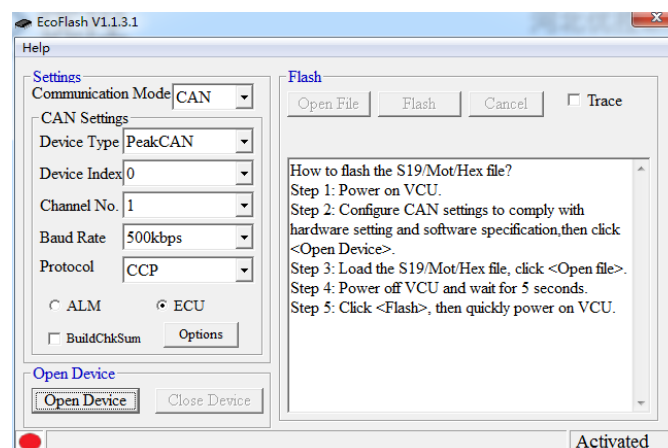 EcoFlash V1.1.3.1
Help
Settings
Communication Mode CAN
CAN Settings
Device Type PeakCAN
Device Index 0
Channel No. 1
Baud Rate 500kbps
Protocol CCP
ALM ECU
BuildChkSum Options
Open Device
Open Device Close Device
Flash
Open File Flash Cancel Trace
How to flash the S19/Mot/Hex file?
Step 1: Power on VCU.
Step 2: Configure CAN settings to comply with
hardware setting and software specification,then click
<Open Device>.
Step 3: Load the S19/Mot/Hex file, click <Open file>.
Step 4: Power off VCU and wait for 5 seconds.
Step 5: Click <Flash>, then quickly power on VCU.
Activated